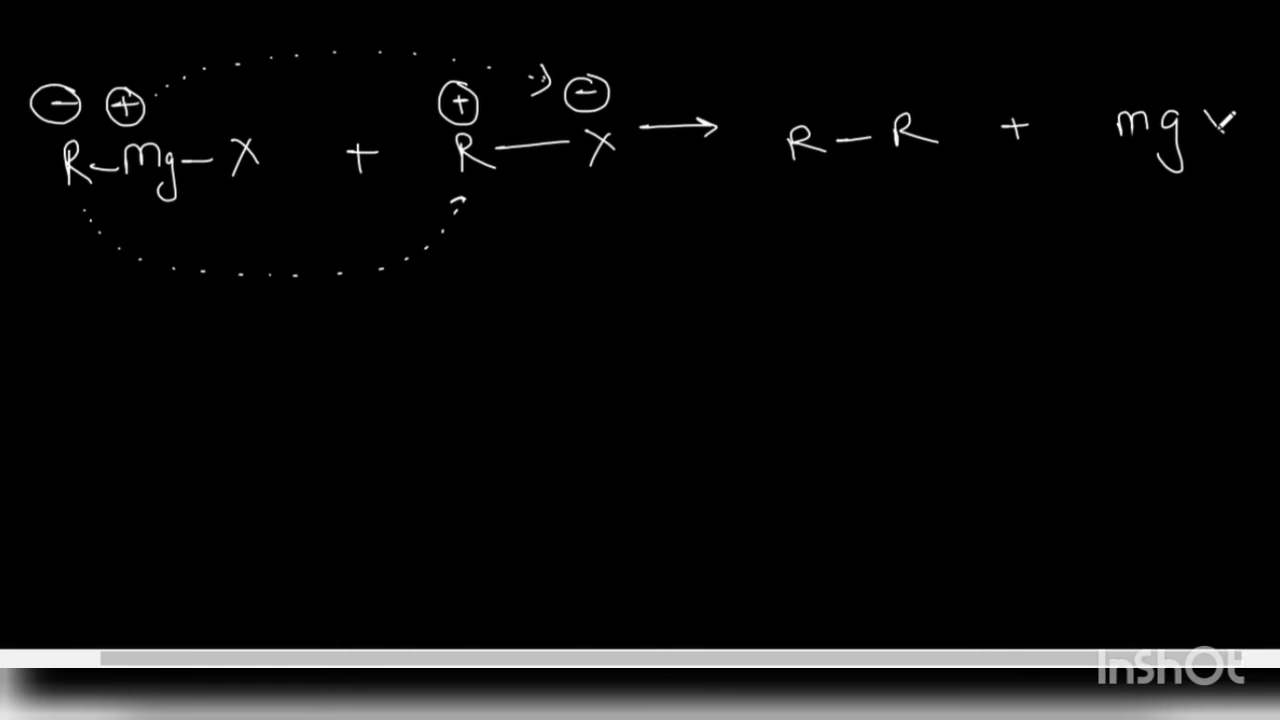 ⊖ ⊕ ⊕ ⊖
R-Mg-X + R-X → R-R + mg
InShOt